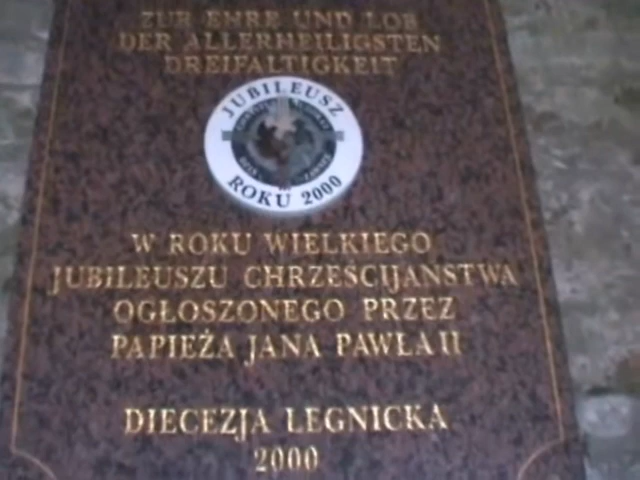 ZUR EHRE UND LOB
DER ALLERHEILIGSTEN
DREIFALTIGKEIT
JUBILEUSZ
ROKU 2000
W ROKU WIELKIEGO
JUBILEUSZU CHRZEŚCIJAŃSTWA
OGŁOSZONEGO PRZEZ
PAPIEŻA JANA PAWŁA II
DIECEZJA LEGNICKA
2000